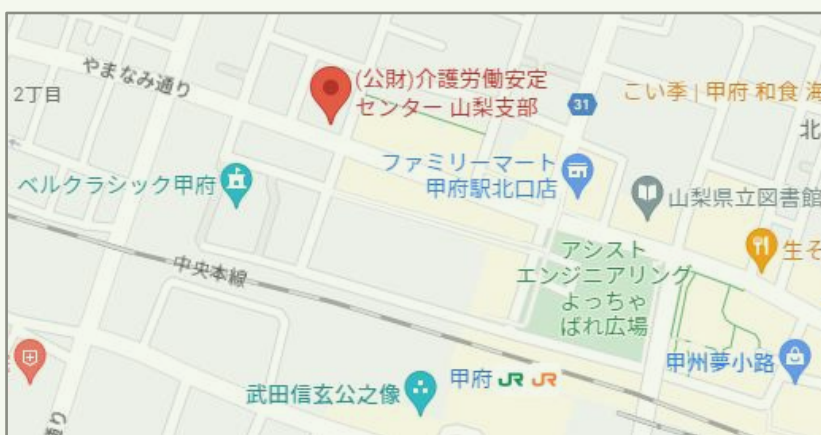 やまなみ通り
2丁目
(公財)介護労働安定
センター 山梨支部
31
こい季 | 甲府 和食 海
北
ファミリーマート
甲府駅北口店
ベルクラシック甲府
山梨県立図書館
アシスト
エンジニアリング
よっちゃ
ばれ広場
生そ
中央本線
甲州夢小路
甲府 JR JR
武田信玄公之像
通り